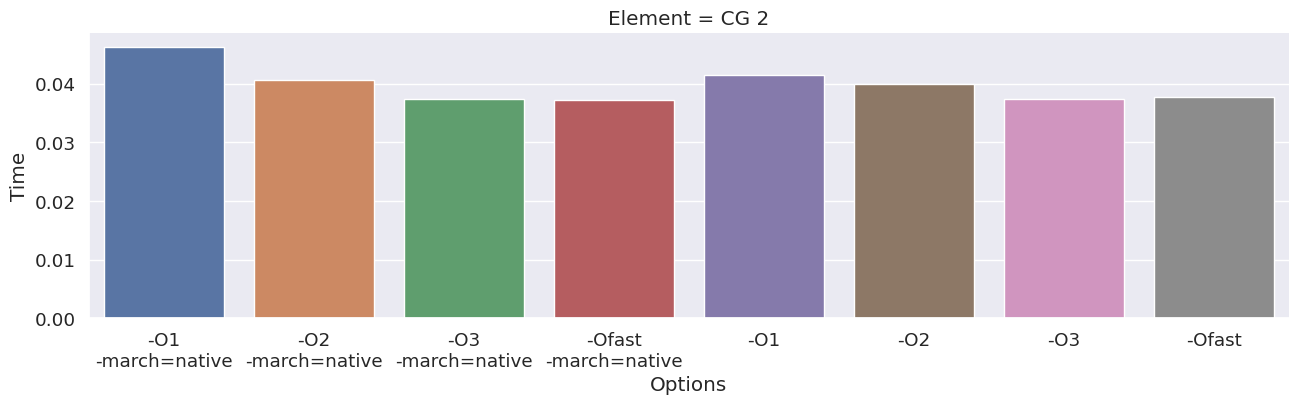 Element = CG 2
Time
0.04
0.03
0.02
0.01
0.00
-O1 -O2 -O3 -Ofast -O1 -O2 -O3 -Ofast
-march=native -march=native -march=native -march=native
Options